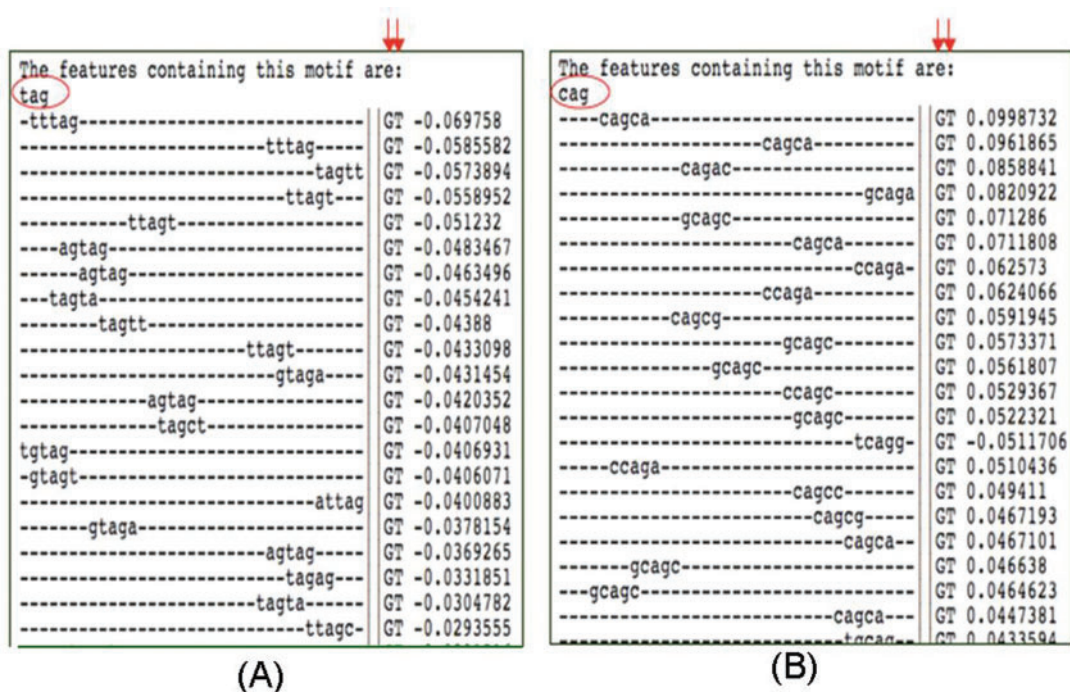 The features containing this motif are:
tag
-tttag----------------------------- GT -0.069758
-------------------------tttag----- GT -0.0585582
------------------------------tagtt GT -0.0573894
---------------------------ttagt--- GT -0.0558952
-----------ttagt------------------- GT -0.051232
----agtag-------------------------- GT -0.0483467
------agtag------------------------ GT -0.0463496
---tagta--------------------------- GT -0.0454241
--------tagtt---------------------- GT -0.04388
-----------------------ttagt------- GT -0.0433098
--------------------------gtaga---- GT -0.0431454
-------------agtag----------------- GT -0.0420352
--------------tagct---------------- GT -0.0407048
tgtag------------------------------ GT -0.0406931
-gtagt----------------------------- GT -0.0406071
------------------------------attag GT -0.0400883
-------gtaga----------------------- GT -0.0378154
-------------------------agtag----- GT -0.0369265
---------------------------tagag--- GT -0.0331851
------------------------tagta------ GT -0.0304782
-----------------------------ttagc- GT -0.0293555
(A)
The features containing this motif are:
cag
----cagca-------------------------- GT 0.0998732
--------------------cagca---------- GT 0.0961865
------------cagac------------------ GT 0.0858841
------------------------------gcaga GT 0.0820922
------------gcagc------------------ GT 0.071286
-----------------------cagca------- GT 0.0711808
-----------------------------ccaga- GT 0.062573
--------------------ccaga---------- GT 0.0624066
-----------cagcg------------------- GT 0.0591945
----------------------gcagc-------- GT 0.0573371
---------------gcagc--------------- GT 0.0561807
----------------------ccagc-------- GT 0.0529367
-----------------------gcagc------- GT 0.0522321
-----------------------------tcagg- GT -0.0511706
-----ccaga------------------------- GT 0.0510436
-----------------------cagcc------- GT 0.049411
-------------------------cagcg----- GT 0.0467193
----------------------------cagca-- GT 0.0467101
-------gcagc----------------------- GT 0.046638
---gcagc--------------------------- GT 0.0464623
---------------------------cagca--- GT 0.0447381
----------------------------tgcag-- GT 0.0433594
(B)